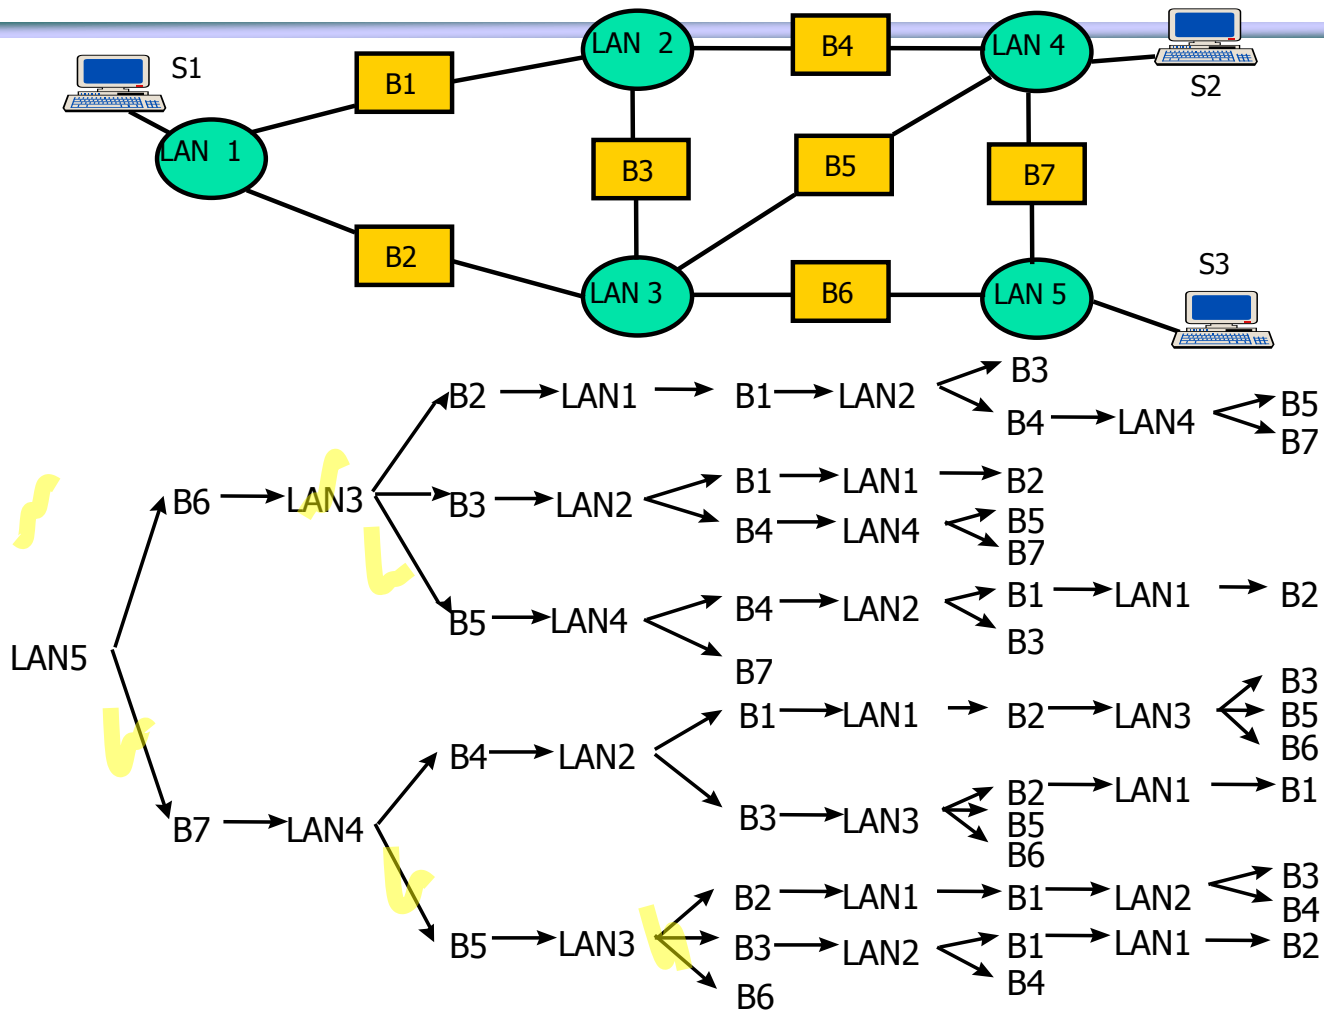 S1
LAN 1
B1
B2
LAN 2
B3
LAN 3
B4
B5
B6
LAN 4
B7
LAN 5
S2
S3
B2 LAN1 B1 LAN2 B3
B4 LAN4 B5
B7
B6 LAN3 B3 LAN2 B1 LAN1 B2
B4 LAN4 B5
B7
B5 LAN4 B4 LAN2 B1 LAN1 B2
B3
B7
LAN5
B7 LAN4 B4 LAN2 B1 LAN1 B2 LAN3 B3
B5
B6
B3 LAN3 B2 LAN1 B1
B5
B6
B5 LAN3 B2 LAN1 B1 LAN2 B3
B4
B3 LAN2 B1 LAN1 B2
B4
B6